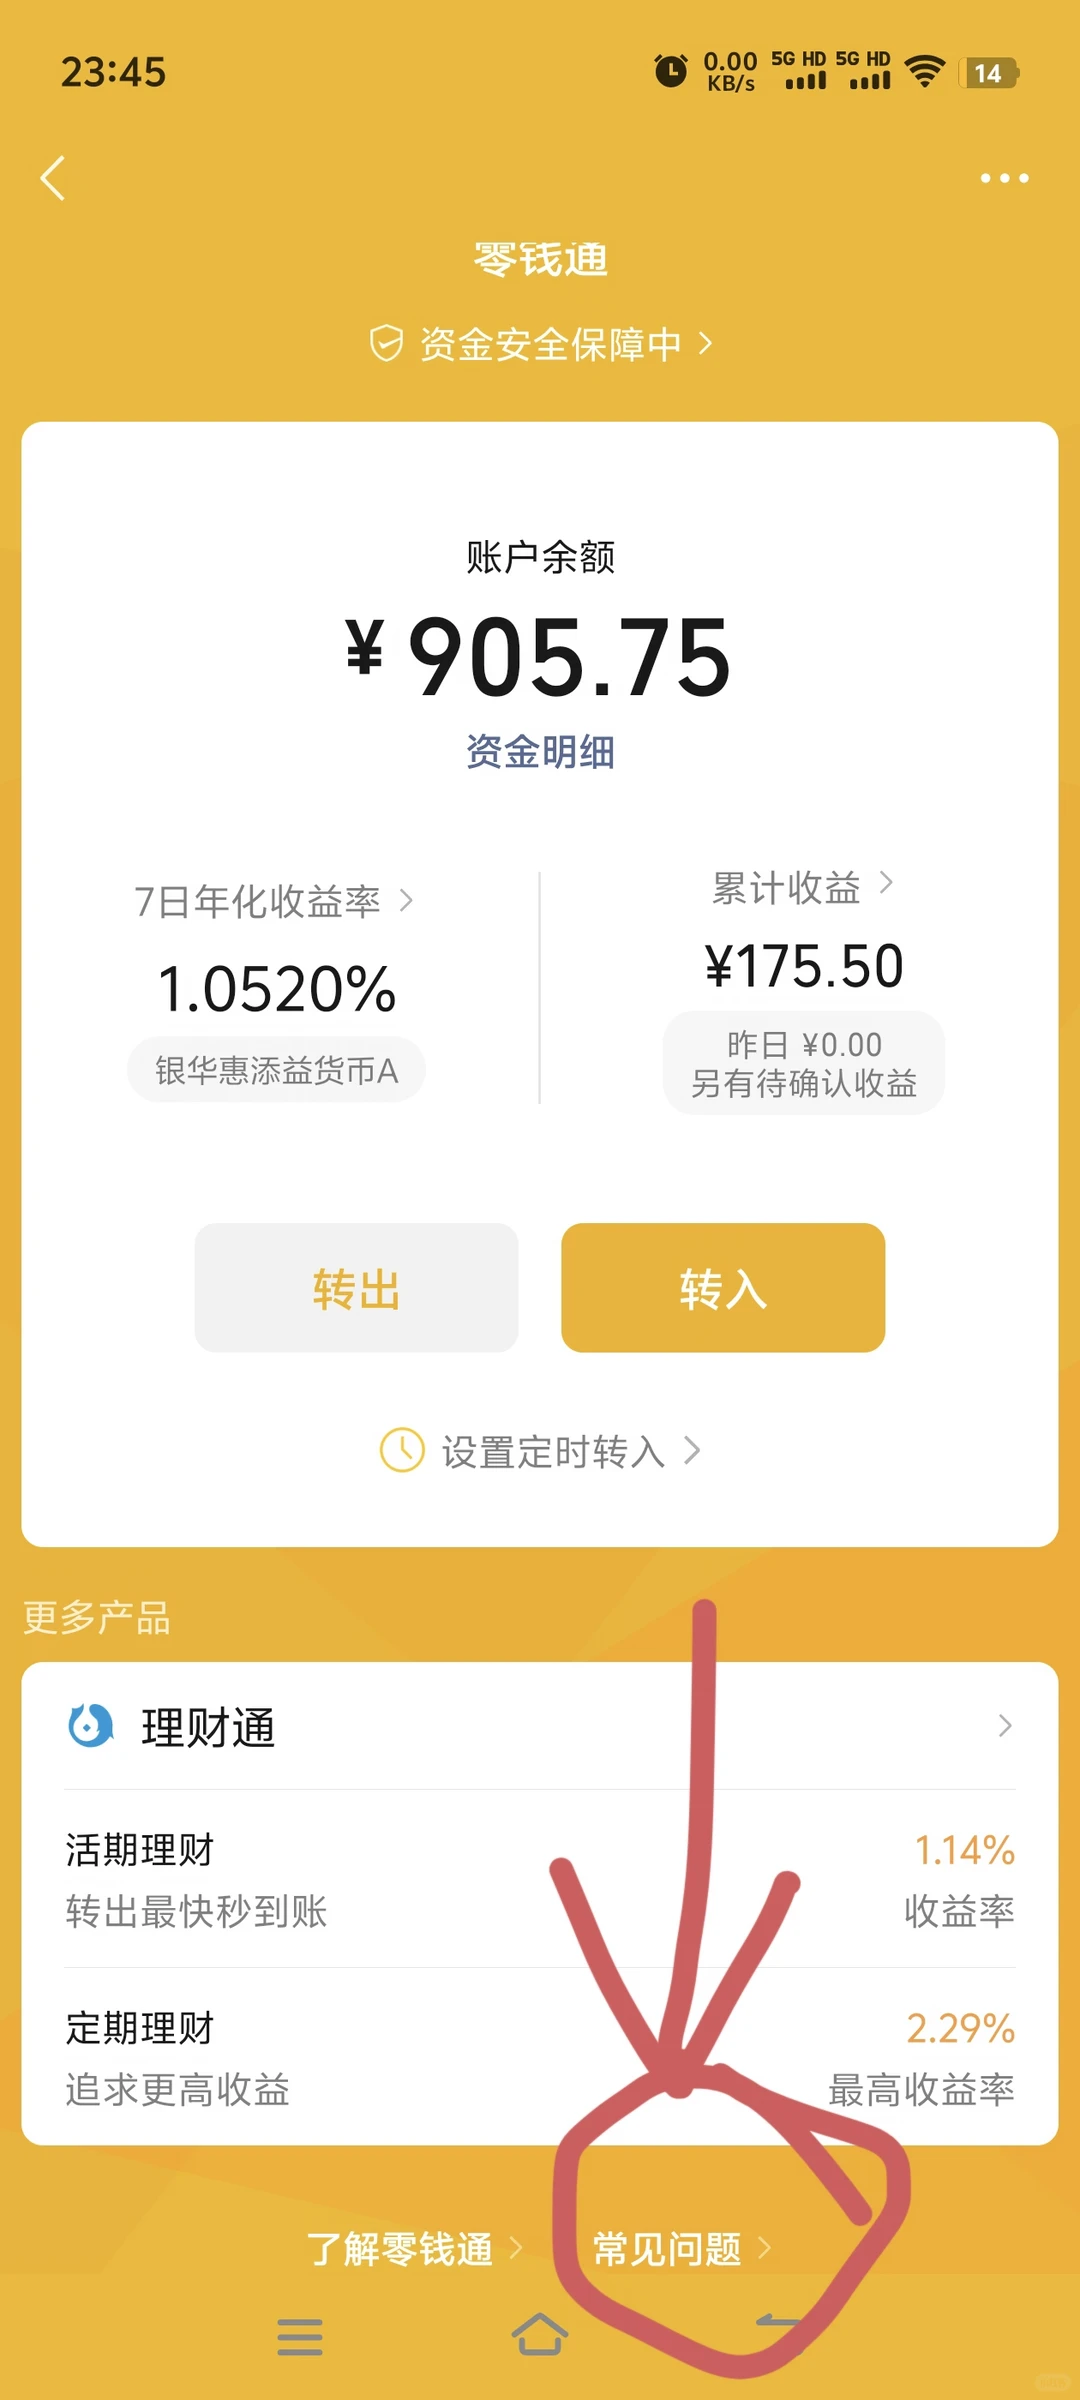 23:45
0.00 KB/s 5G HD 5G HD 14
零钱通
资金安全保障中
账户余额
¥905.75
资金明细
7日年化收益率
1.0520%
银华惠添益货币A
累计收益
¥175.50
昨日 ¥0.00
另有待确认收益
转出
转入
设置定时转入
更多产品
理财通
活期理财
1.14%
转出最快秒到账
收益率
定期理财
2.29%
追求更高收益
最高收益率
了解零钱通
常见问题